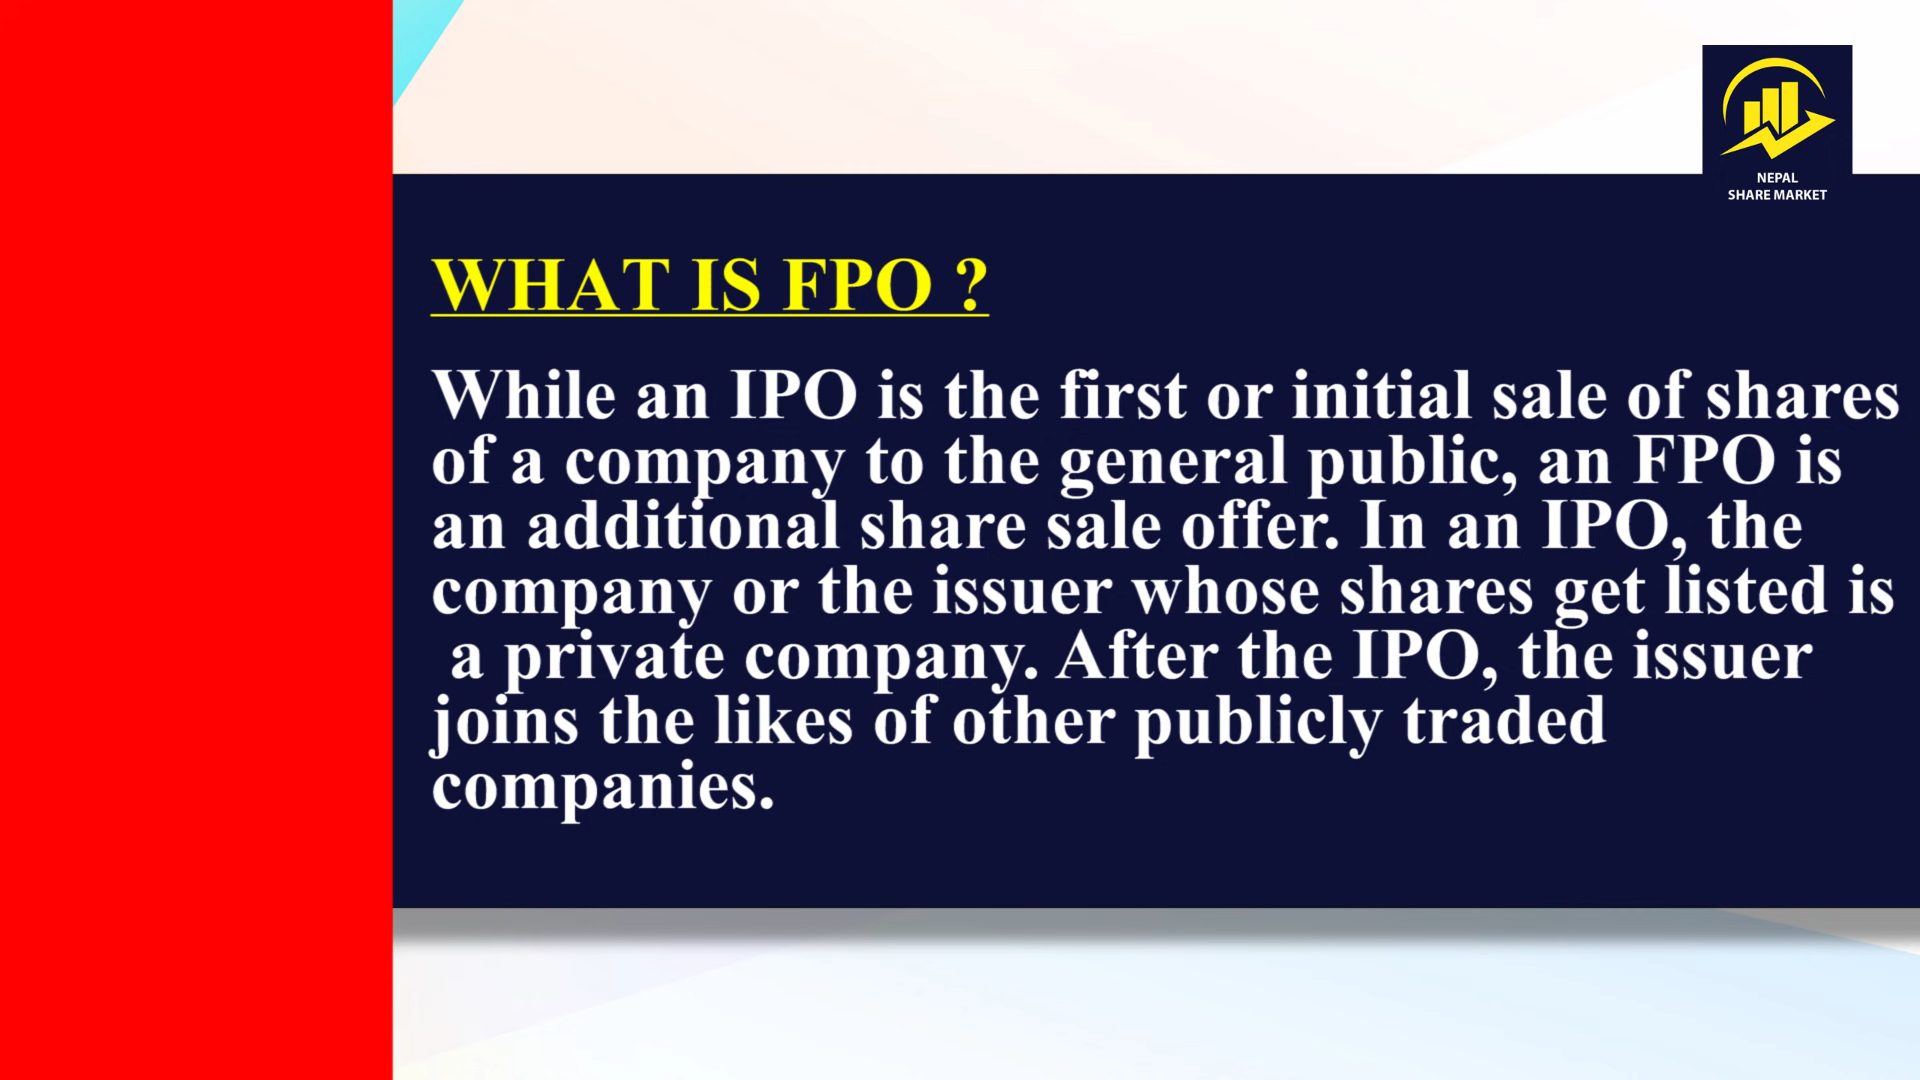 NEPAL
SHARE MARKET
WHAT IS FPO ?
While an IPO is the first or initial sale of shares
of a company to the general public, an FPO is
an additional share sale offer. In an IPO, the
company or the issuer whose shares get listed is
a private company. After the IPO, the issuer
joins the likes of other publicly traded
companies.